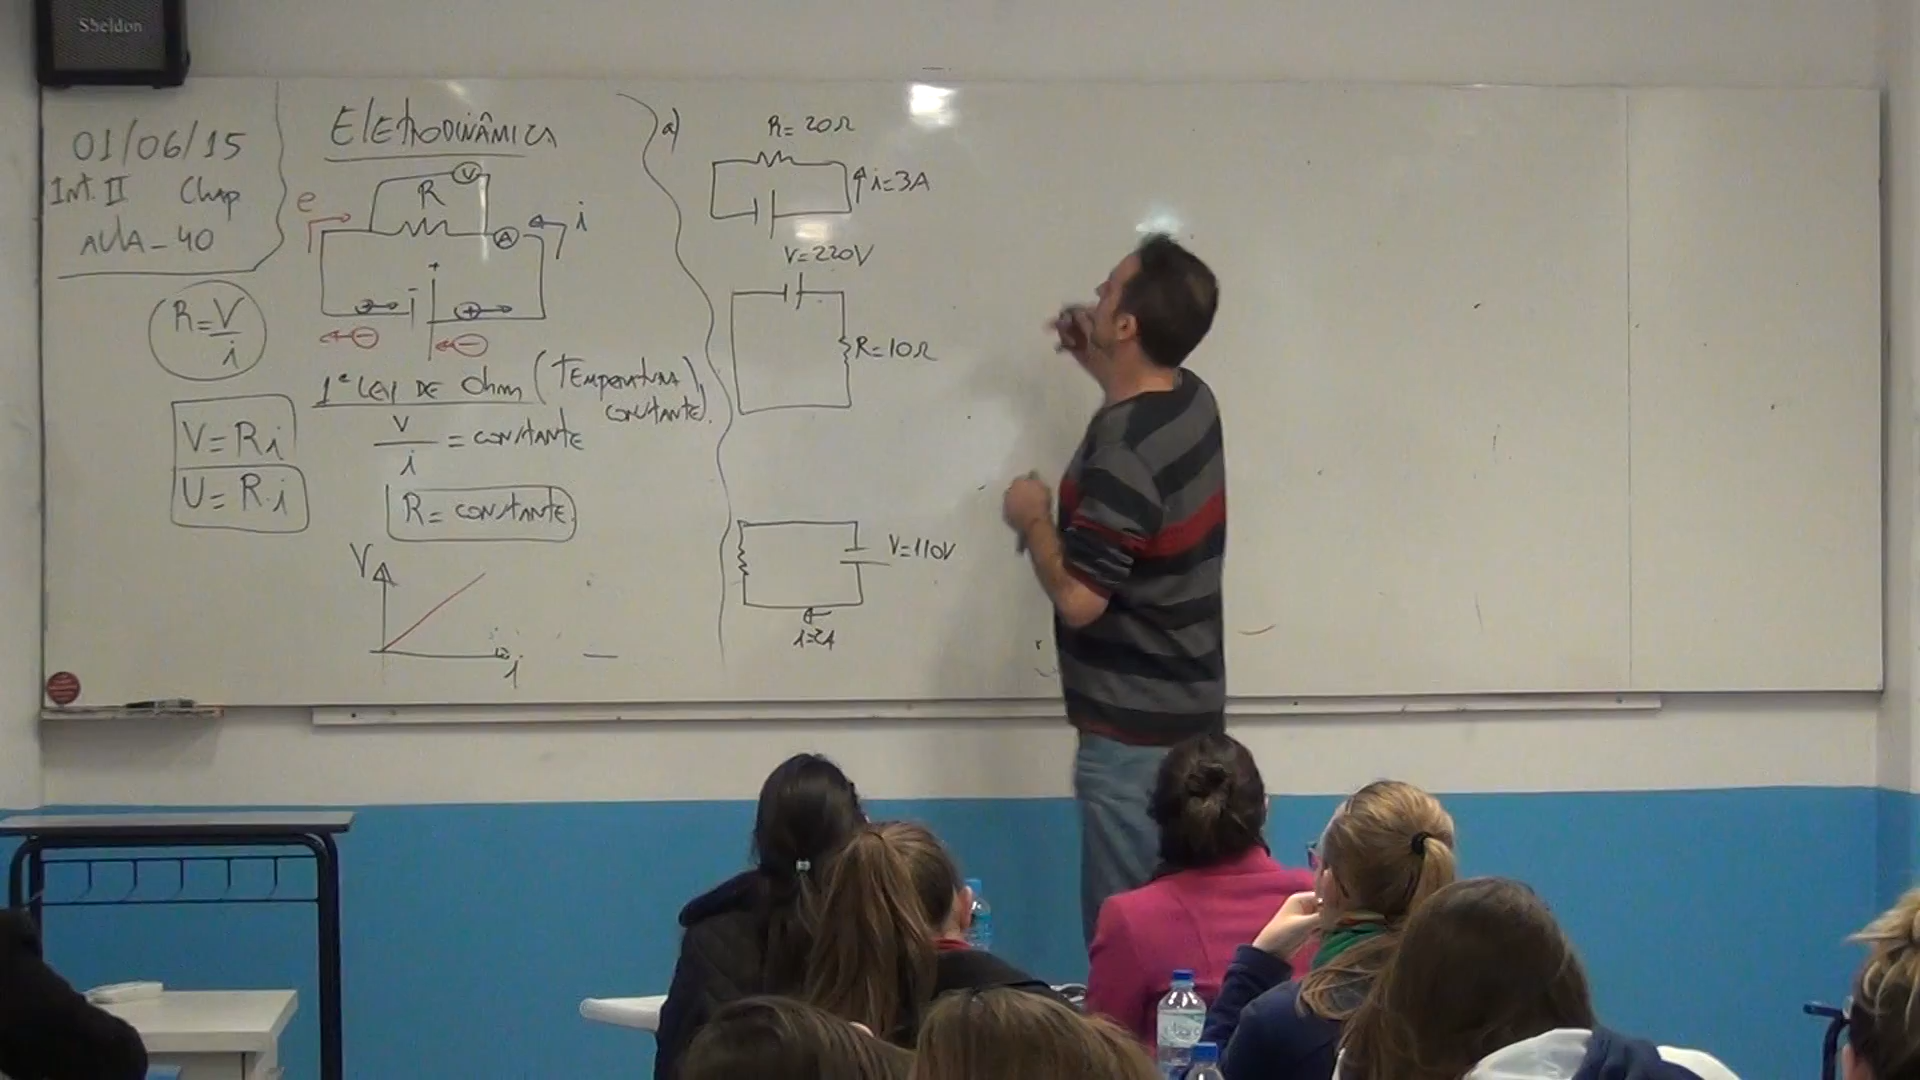 Sheldon
01/06/15
Int. II Chap
AULA - 40
R = V/i
V = Ri
U = R.i
Eletrodinâmica
V
R
e
A
i
- +
+
-
-
1ª Lei de Ohm (Temperatura constante).
V/i = constante
R = constante.
V
i
a)
R = 20Ω
i = 3A
V = 220V
R = 10Ω
V = 110V
i = 2A